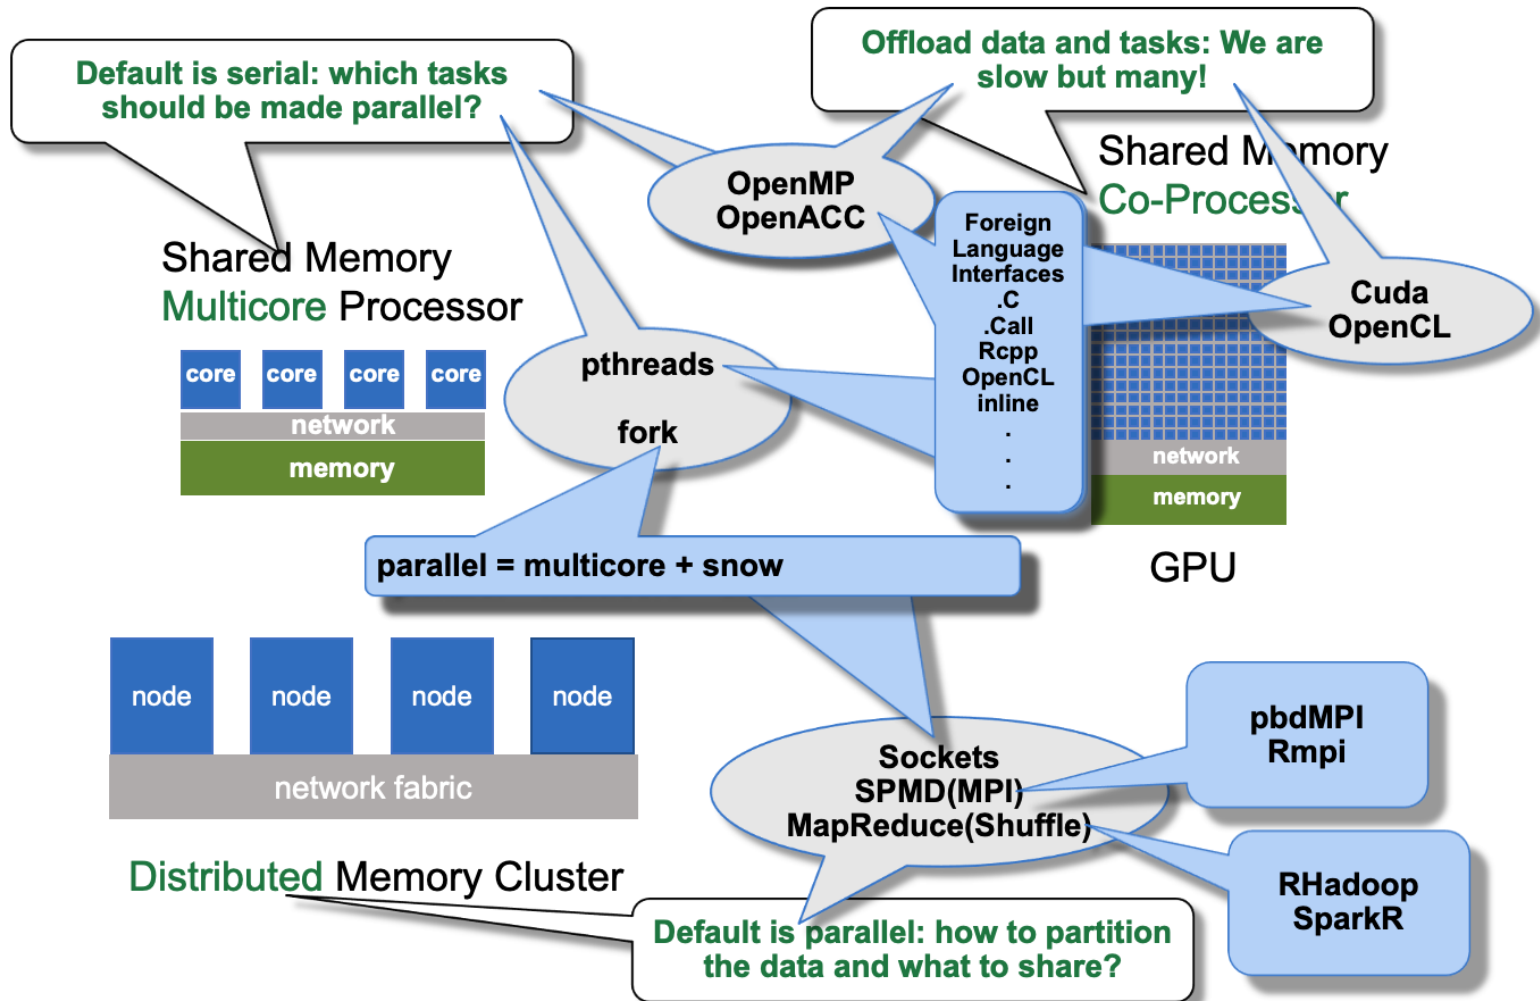 Default is serial: which tasks
should be made parallel?
Offload data and tasks: We are
slow but many!
Shared Memory
Co-Processor
OpenMP
OpenACC
Foreign
Language
Interfaces
.C
.Call
Rcpp
OpenCL
inline
.
.
.
Cuda
OpenCL
Shared Memory
Multicore Processor
core
core
core
core
network
memory
pthreads
fork
network
memory
GPU
parallel = multicore + snow
node
node
node
node
network fabric
Distributed Memory Cluster
Sockets
SPMD(MPI)
MapReduce(Shuffle)
pbdMPI
Rmpi
RHadoop
SparkR
Default is parallel: how to partition
the data and what to share?